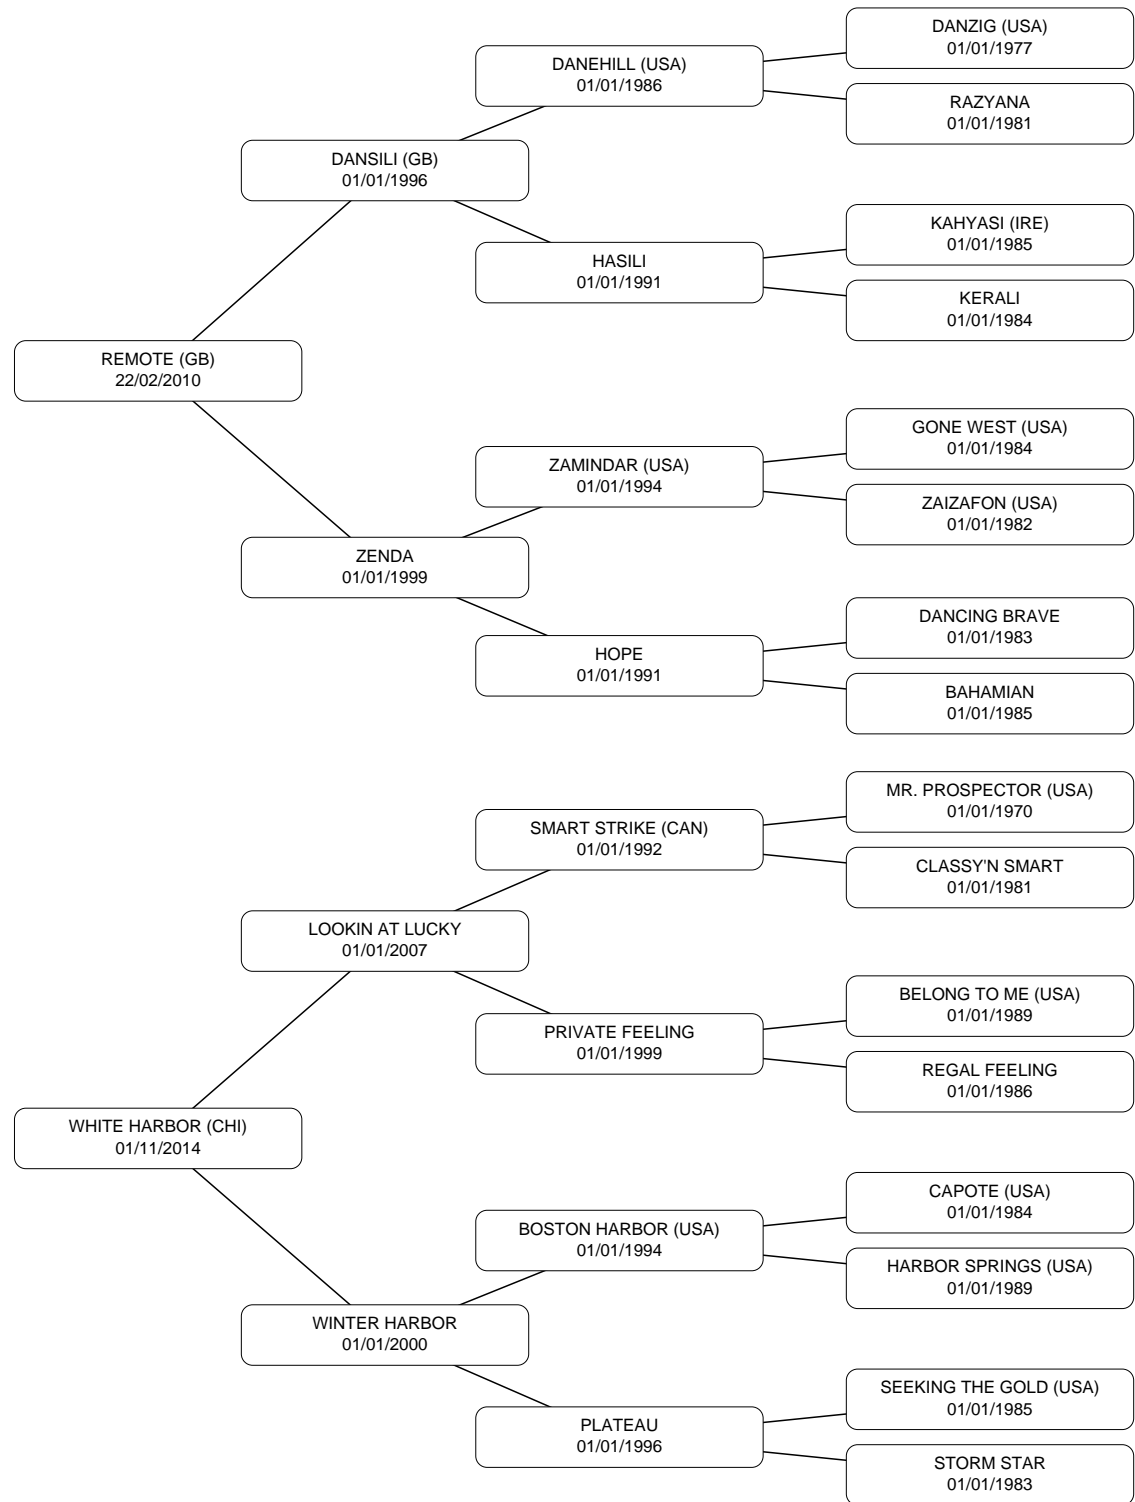 DANZIG (USA)
01/01/1977
DANEHILL (USA)
01/01/1986
RAZYANA
01/01/1981
DANSILI (GB)
01/01/1996
KAHYASI (IRE)
01/01/1985
HASILI
01/01/1991
KERALI
01/01/1984
REMOTE (GB)
22/02/2010
GONE WEST (USA)
01/01/1984
ZAMINDAR (USA)
01/01/1994
ZAIZAFON (USA)
01/01/1982
ZENDA
01/01/1999
DANCING BRAVE
01/01/1983
HOPE
01/01/1991
BAHAMIAN
01/01/1985
MR. PROSPECTOR (USA)
01/01/1970
SMART STRIKE (CAN)
01/01/1992
CLASSY'N SMART
01/01/1981
LOOKIN AT LUCKY
01/01/2007
BELONG TO ME (USA)
01/01/1989
PRIVATE FEELING
01/01/1999
REGAL FEELING
01/01/1986
WHITE HARBOR (CHI)
01/11/2014
CAPOTE (USA)
01/01/1984
BOSTON HARBOR (USA)
01/01/1994
HARBOR SPRINGS (USA)
01/01/1989
WINTER HARBOR
01/01/2000
SEEKING THE GOLD (USA)
01/01/1985
PLATEAU
01/01/1996
STORM STAR
01/01/1983